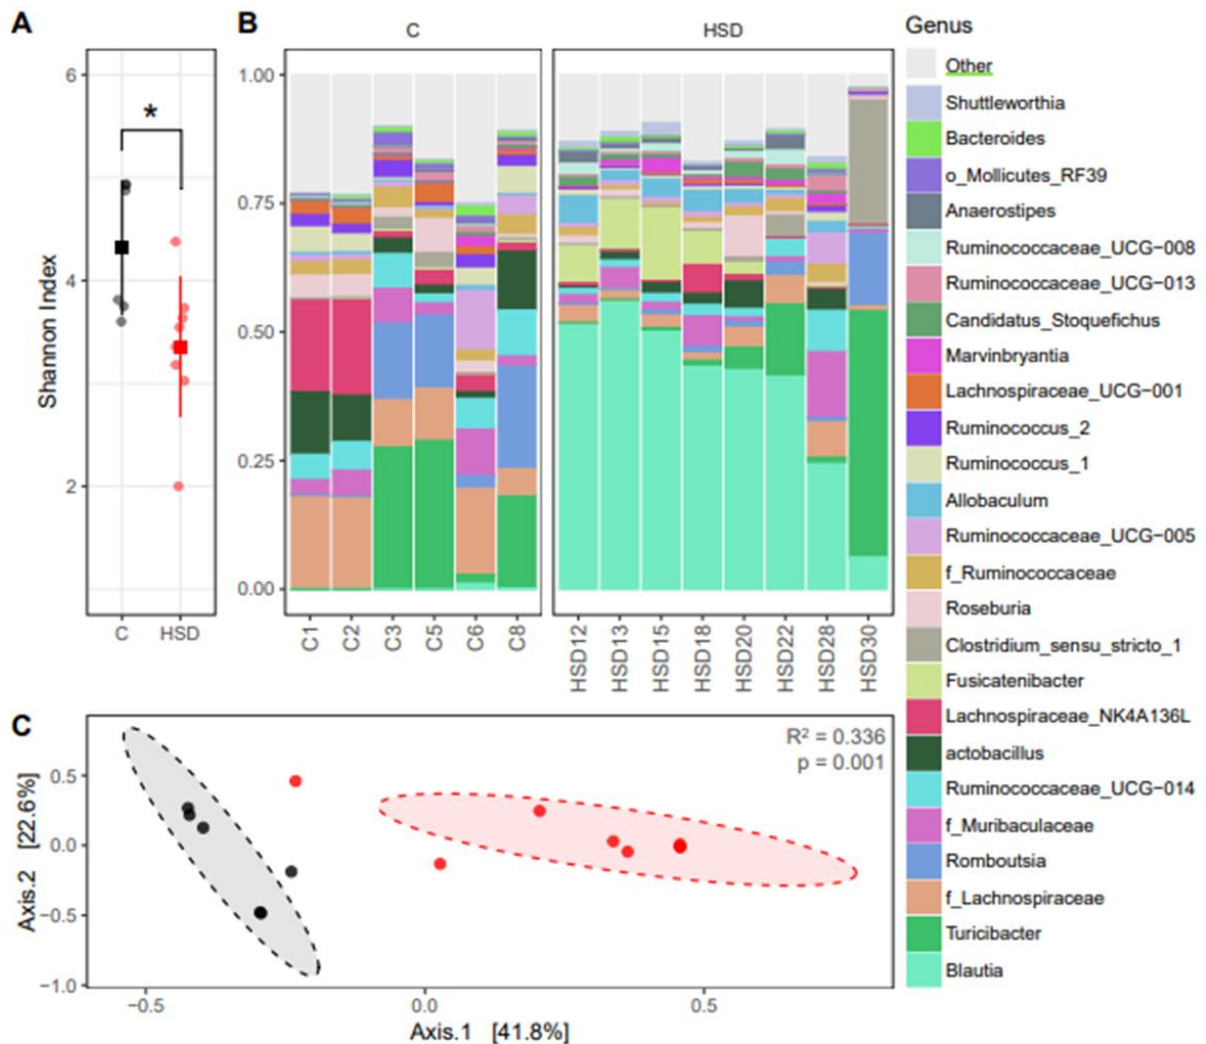 A
B
C
HSD
Genus
6
4
2
Shannon Index
*
C
HSD
1.00
0.75
0.50
0.25
0.00
C1
C2
C3
C5
C6
C8
HSD12
HSD13
HSD15
HSD18
HSD20
HSD22
HSD28
HSD30
Other
Shuttleworthia
Bacteroides
o_Mollicutes_RF39
Anaerostipes
Ruminococcaceae_UCG−008
Ruminococcaceae_UCG−013
Candidatus_Stoquefichus
Marvinbryantia
Lachnospiraceae_UCG−001
Ruminococcus_2
Ruminococcus_1
Allobaculum
Ruminococcaceae_UCG−005
f_Ruminococcaceae
Roseburia
Clostridium_sensu_stricto_1
Fusicatenibacter
Lachnospiraceae_NK4A136L
actobacillus
Ruminococcaceae_UCG−014
f_Muribaculaceae
Romboutsia
f_Lachnospiraceae
Turicibacter
Blautia
C
R² = 0.336
p = 0.001
0.5
0.0
−0.5
−1.0
Axis.2 [22.6%]
−0.5
0.0
0.5
Axis.1 [41.8%]